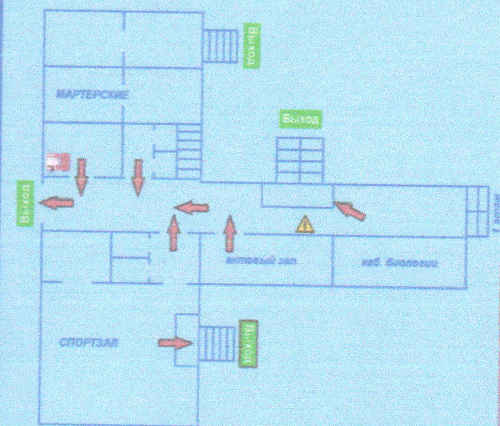 Выход
МАРТЕРСКИЕ
Выход
Выход
актовый зал
каб. биологии
СПОРТЗАЛ
Выход